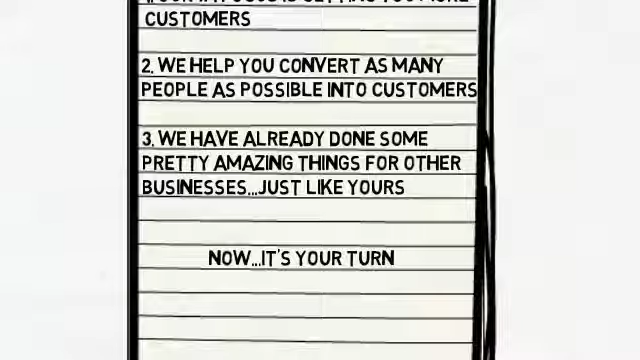 CUSTOMERS
2. WE HELP YOU CONVERT AS MANY
PEOPLE AS POSSIBLE INTO CUSTOMERS
3. WE HAVE ALREADY DONE SOME
PRETTY AMAZING THINGS FOR OTHER
BUSINESSES...JUST LIKE YOURS
NOW...IT'S YOUR TURN